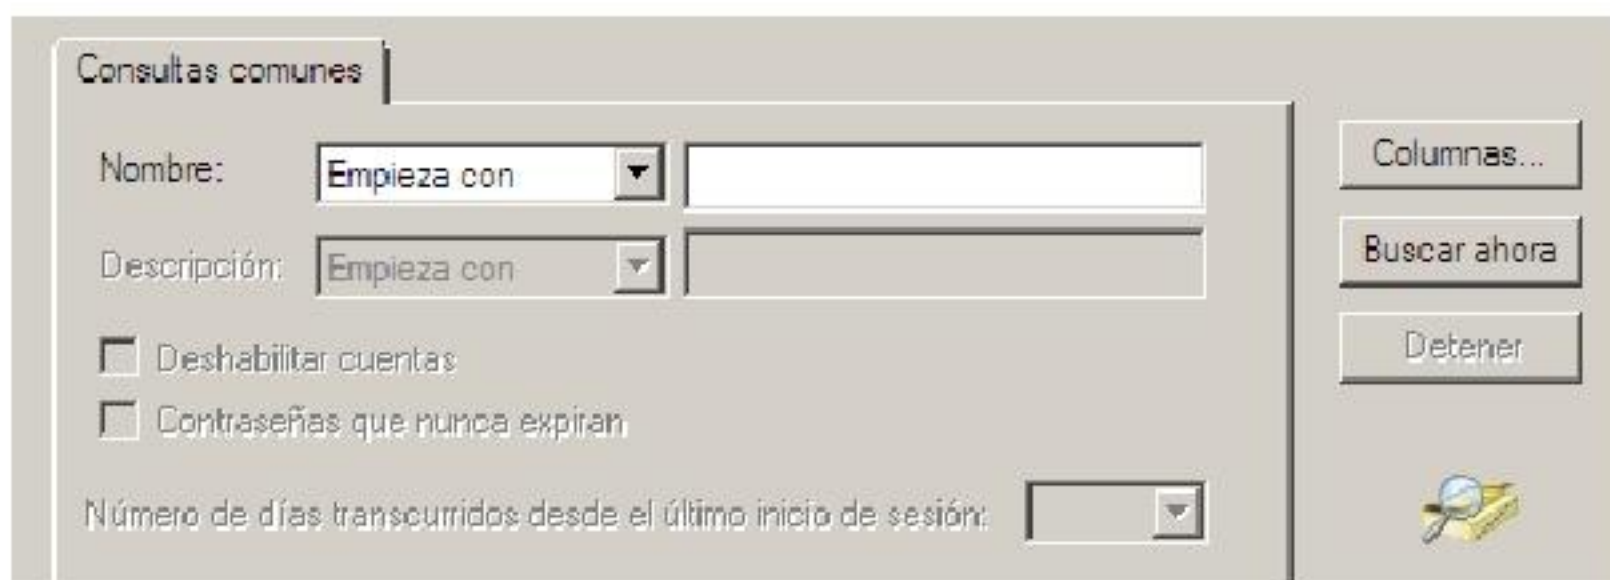 Consultas comunes
Nombre: Empieza con
Columnas...
Descripción: Empieza con
Buscar ahora
Deshabilitar cuentas
Detener
Contraseñas que nunca expiran
Número de días transcurridos desde el último inicio de sesión: